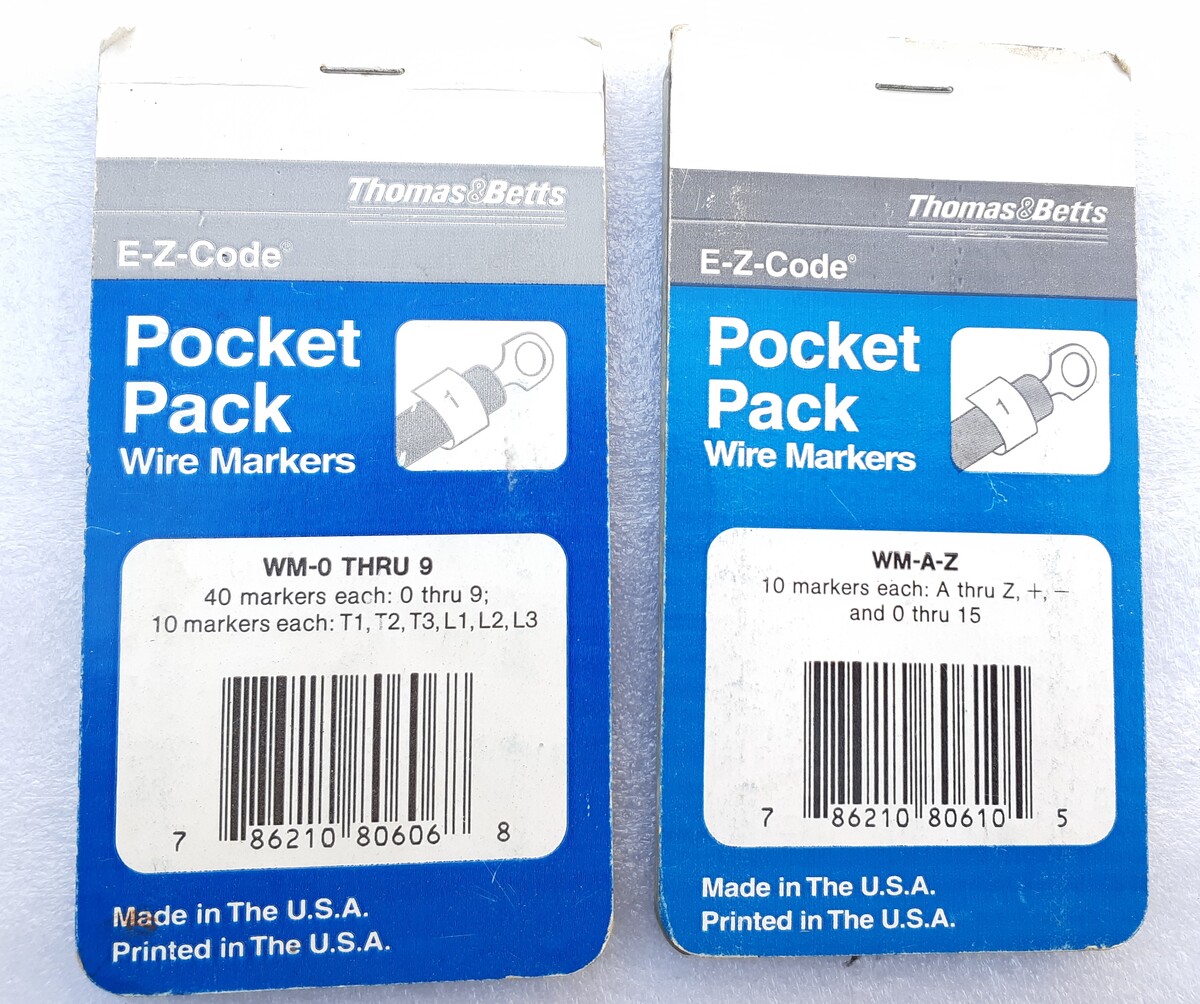 Thomas&Betts
E-Z-Code®
Pocket
Pack
Wire Markers
1
WM-0 THRU 9
40 markers each: 0 thru 9;
10 markers each: T1, T2, T3, L1, L2, L3
7 86210 80606 8
Made in The U.S.A.
Printed in The U.S.A.
Thomas&Betts
E-Z-Code®
Pocket
Pack
Wire Markers
1
WM-A-Z
10 markers each: A thru Z, +, −
and 0 thru 15
7 86210 80610 5
Made in The U.S.A.
Printed in The U.S.A.